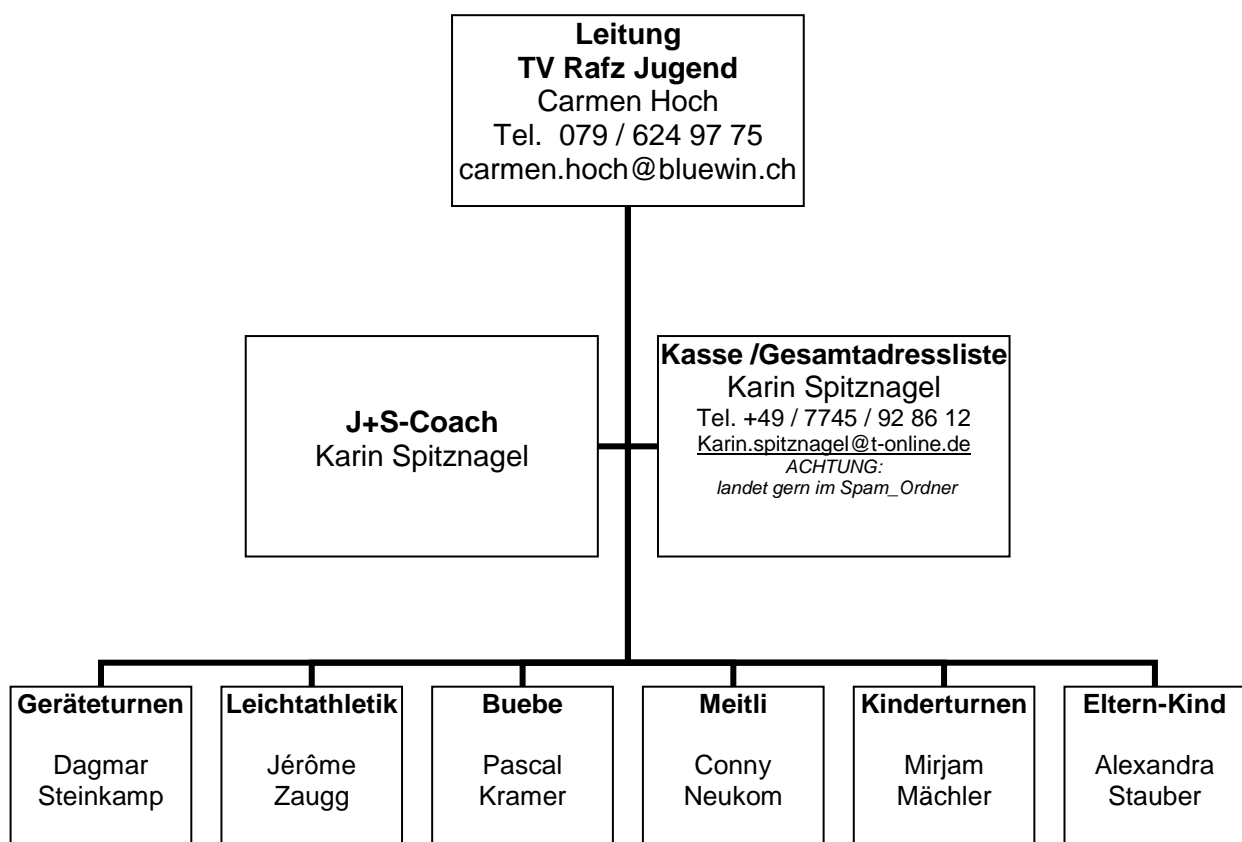 Leitung
TV Rafz Jugend
Carmen Hoch
Tel. 079 / 624 97 75
carmen.hoch@bluewin.ch
J+S-Coach
Karin Spitznagel
Kasse /Gesamtadressliste
Karin Spitznagel
Tel. +49 / 7745 / 92 86 12
Karin.spitznagel@t-online.de
ACHTUNG:
landet gern im Spam_Ordner
Geräteturnen
Dagmar
Steinkamp
Leichtathletik
Jérôme
Zaugg
Buebe
Pascal
Kramer
Meitli
Conny
Neukom
Kinderturnen
Mirjam
Mächler
Eltern-Kind
Alexandra
Stauber